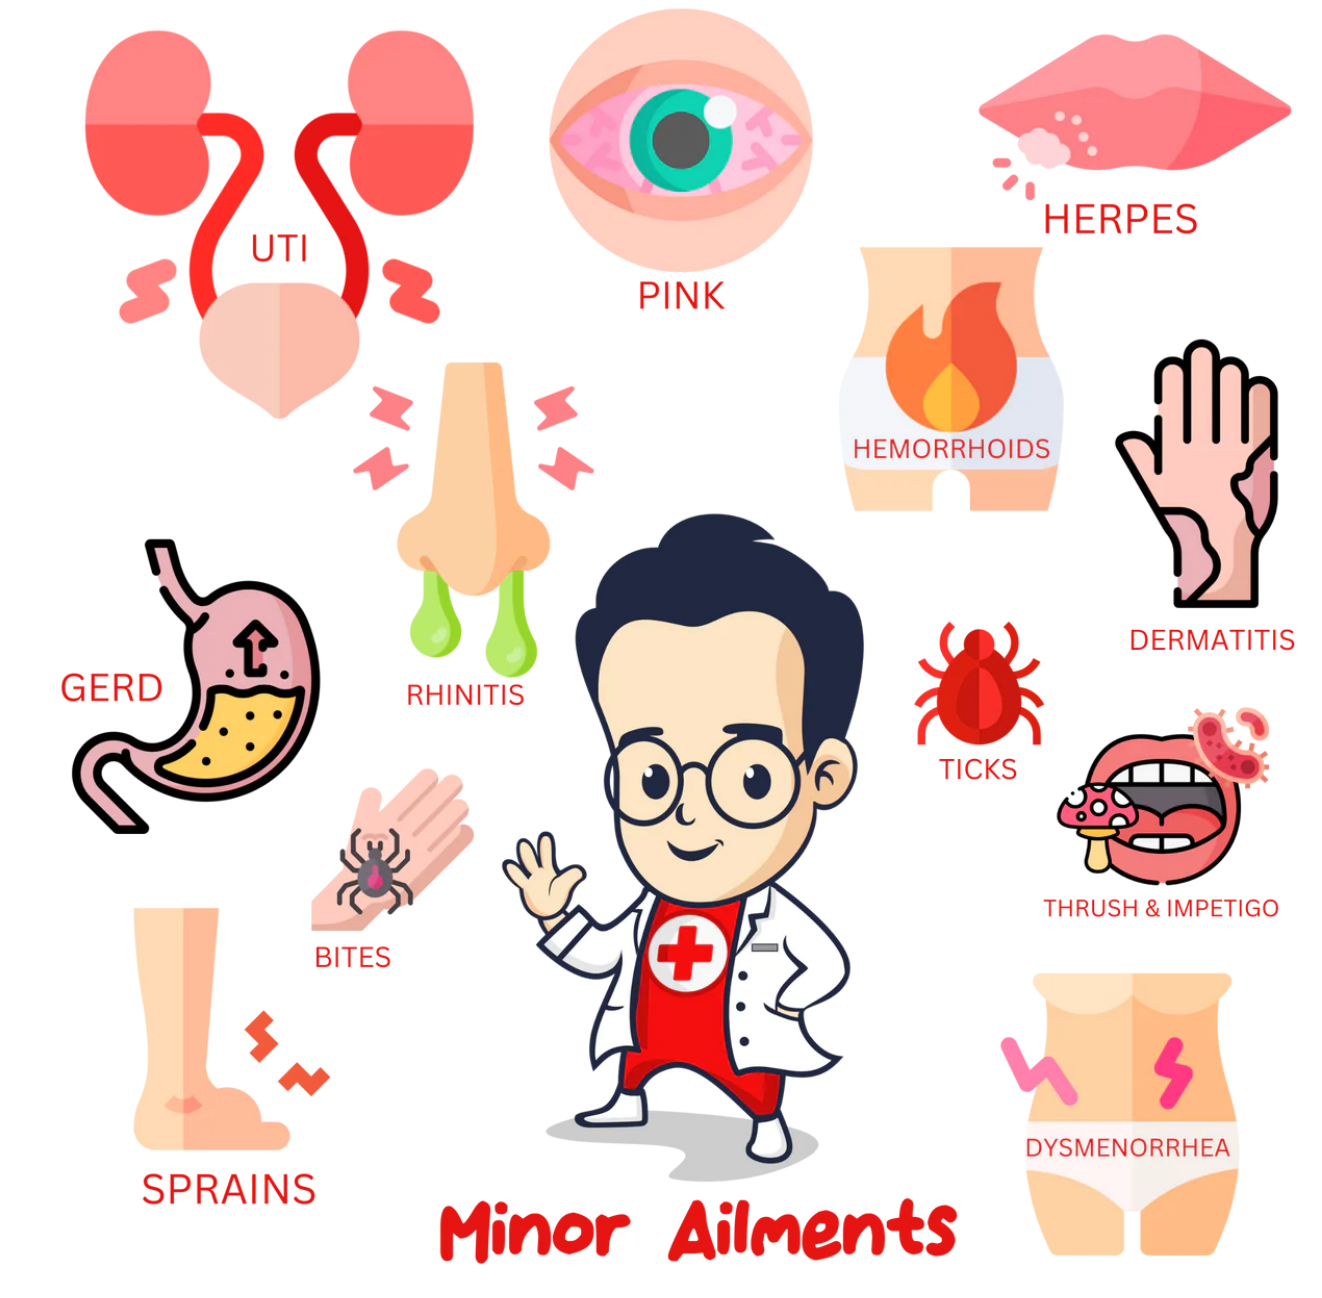 UTI
PINK
HERPES
HEMORRHOIDS
DERMATITIS
GERD
RHINITIS
TICKS
BITES
THRUSH & IMPETIGO
SPRAINS
DYSMENORRHEA
Minor Ailments